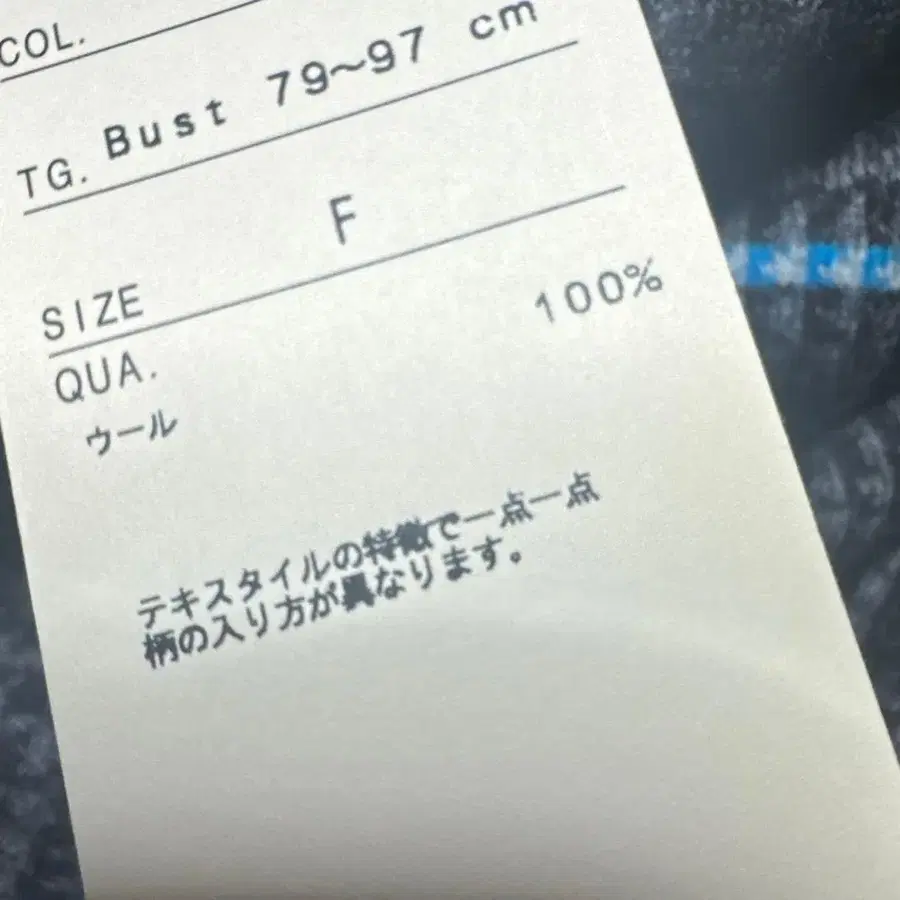 COL.
TG. Bust 79~97 cm
SIZE F
QUA. 100%
ウール
テキスタイルの特徴で一点一点
柄の入り方が異なります。